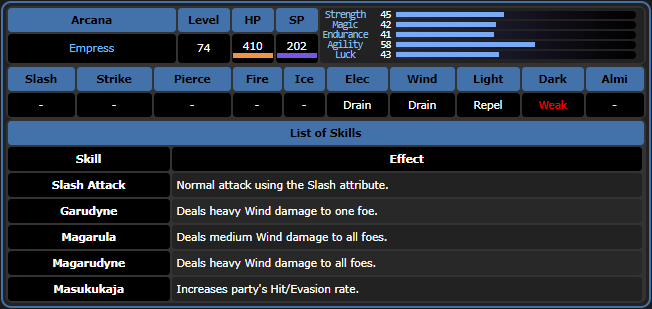 Arcana Level HP SP
Empress 74 410 202
Strength 45
Magic 42
Endurance 41
Agility 58
Luck 43
Slash Strike Pierce Fire Ice Elec Wind Light Dark Almi
- - - - - Drain Drain Repel Weak -
List of Skills
Skill Effect
Slash Attack Normal attack using the Slash attribute.
Garudyne Deals heavy Wind damage to one foe.
Magarula Deals medium Wind damage to all foes.
Magarudyne Deals heavy Wind damage to all foes.
Masukukaja Increases party's Hit/Evasion rate.